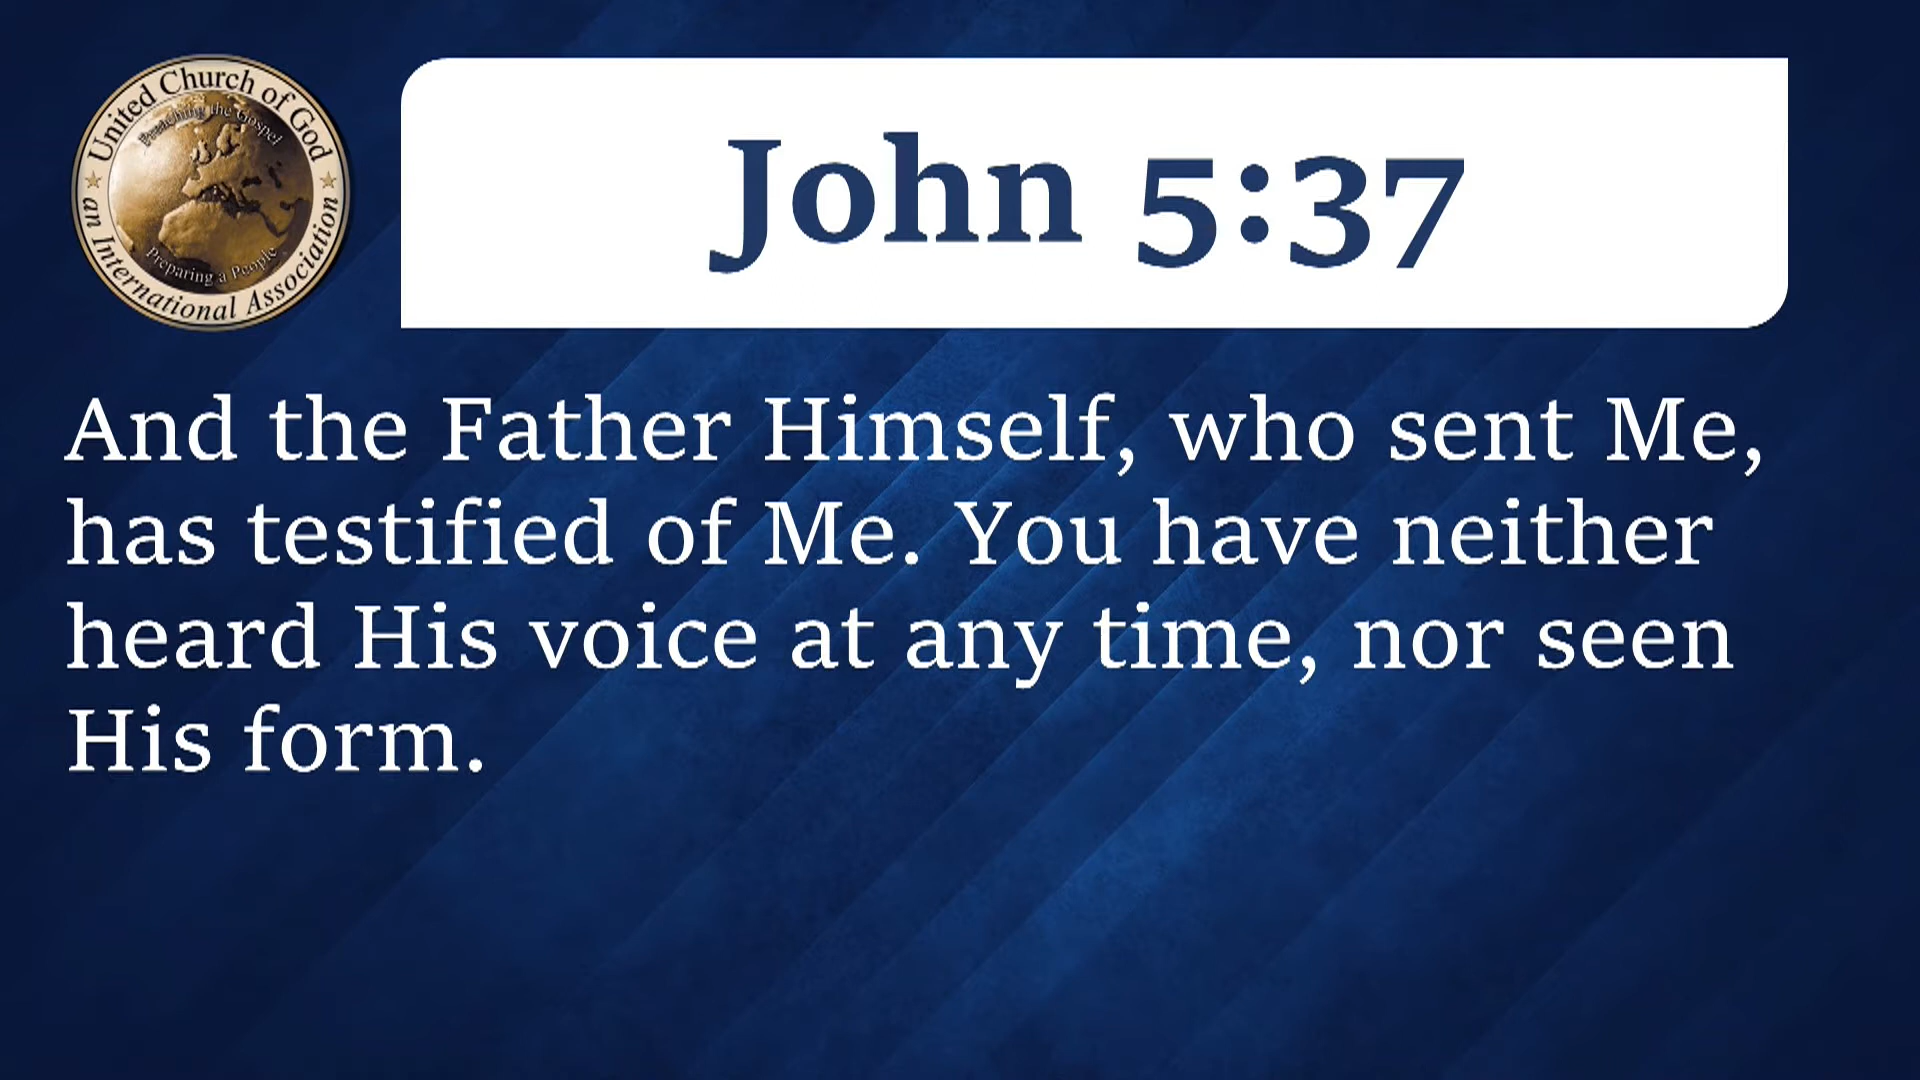 United Church of God
Preaching the Gospel
Preparing a People
an International Association
John 5:37
And the Father Himself, who sent Me,
has testified of Me. You have neither
heard His voice at any time, nor seen
His form.